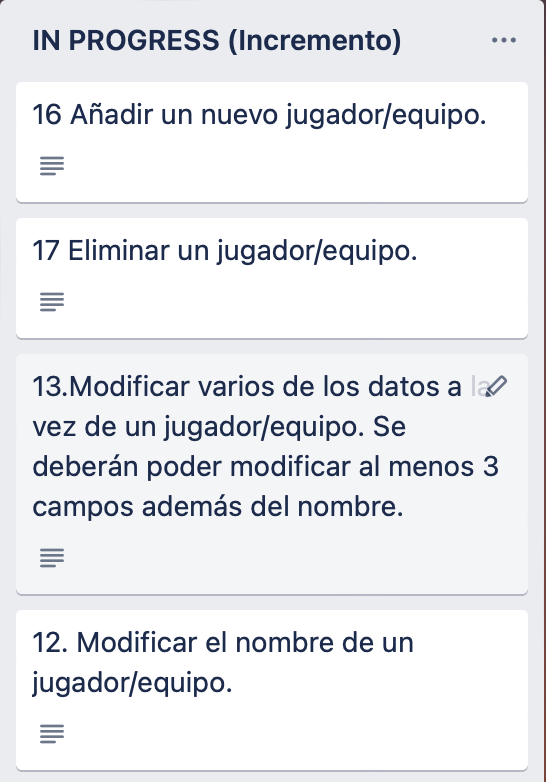 IN PROGRESS (Incremento)
16 Añadir un nuevo jugador/equipo.
17 Eliminar un jugador/equipo.
13.Modificar varios de los datos a la
vez de un jugador/equipo. Se
deberán poder modificar al menos 3
campos además del nombre.
12. Modificar el nombre de un
jugador/equipo.